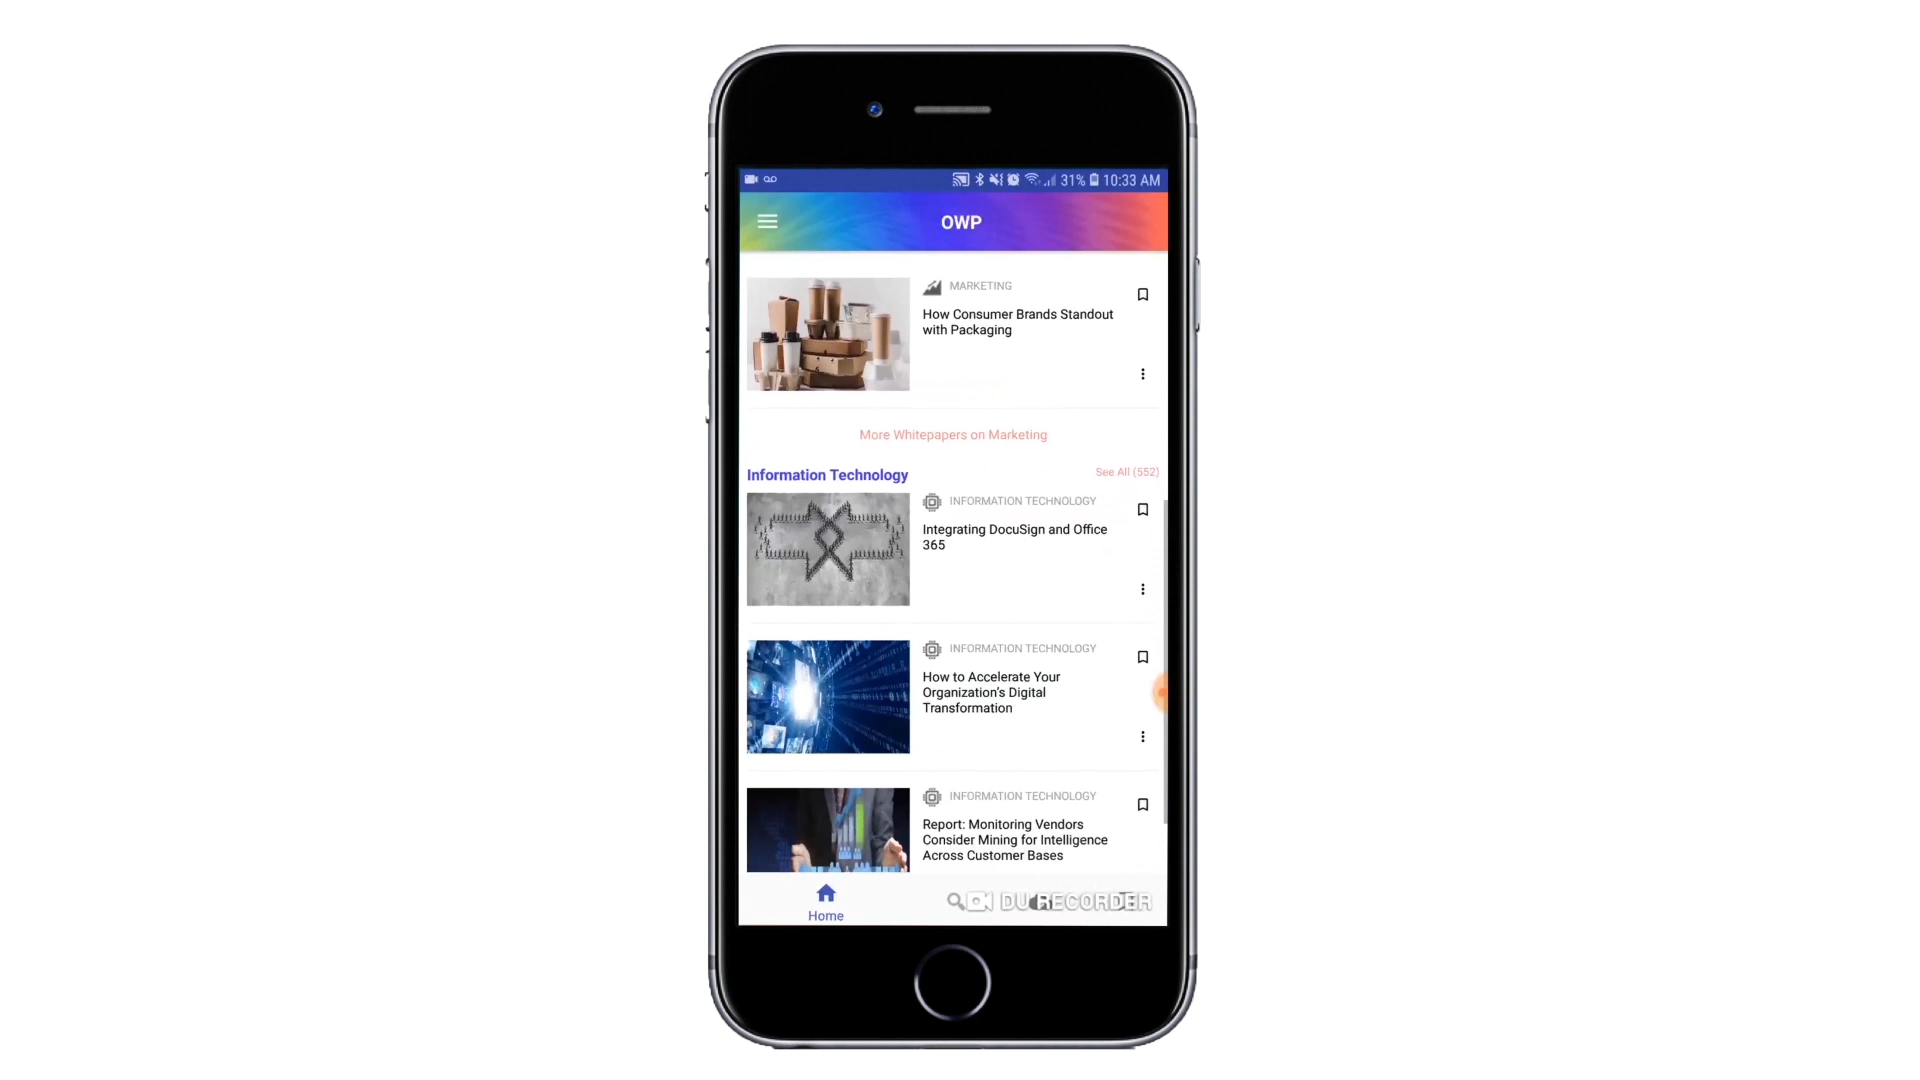 31% 10:33 AM
OWP
MARKETING
How Consumer Brands Standout
with Packaging
More Whitepapers on Marketing
Information Technology
See All (552)
INFORMATION TECHNOLOGY
Integrating DocuSign and Office
365
INFORMATION TECHNOLOGY
How to Accelerate Your
Organization's Digital
Transformation
INFORMATION TECHNOLOGY
Report: Monitoring Vendors
Consider Mining for Intelligence
Across Customer Bases
Home
DU RECORDER